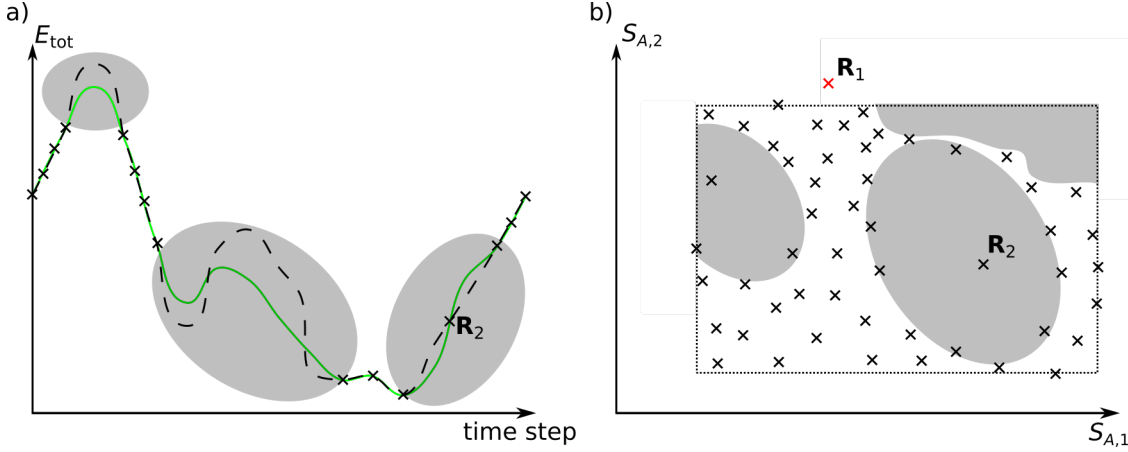 a)
E_tot
R_2
time step
b)
S_A,2
R_1
R_2
S_A,1